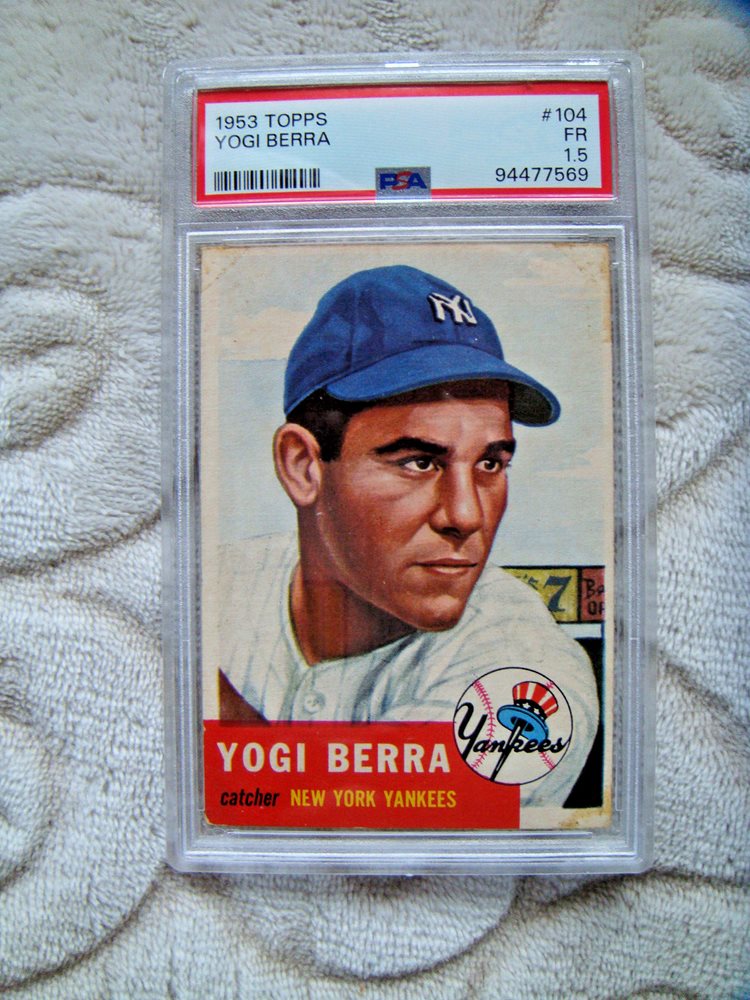 1953 TOPPS #104
YOGI BERRA FR
1.5
PSA 94477569
NY
7
YOGI BERRA
Yankees
catcher NEW YORK YANKEES